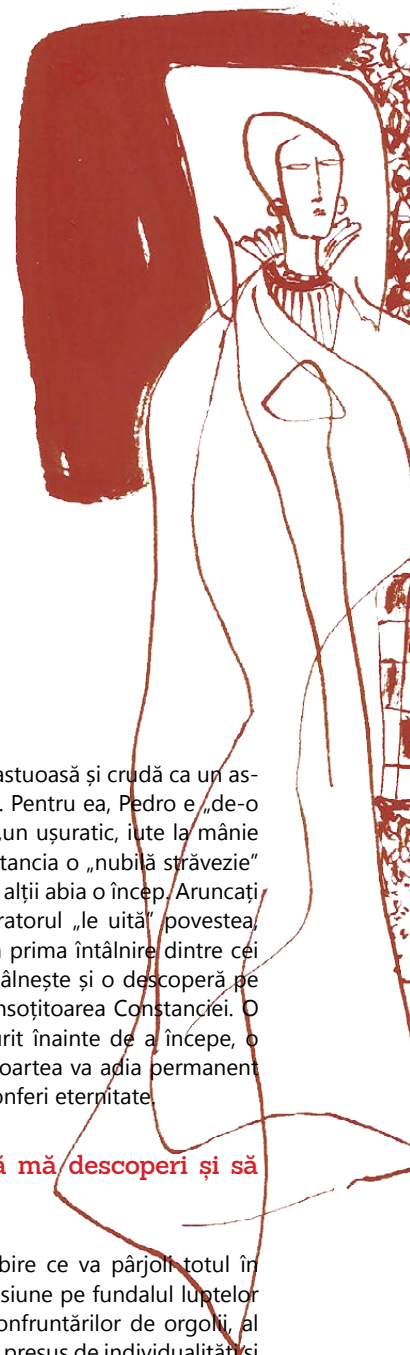 astuoasă și crudă ca un as-
. Pentru ea, Pedro e „de-o
un ușuratic, iute la mânie
tancia o „nubilă străvezie”
alții abia o încep. Aruncați
ratorul „le uită” povestea,
prima întâlnire dintre cei
âlnește și o descoperă pe
nsoțitoarea Constanciei. O
urit înainte de a începe, o
oartea va adia permanent
onferi eternitate.
ă mă descoperi și să
bire ce va pârjoli totul în
siune pe fundalul luptelor
onfruntărilor de orgolii, al
presus de individualități și